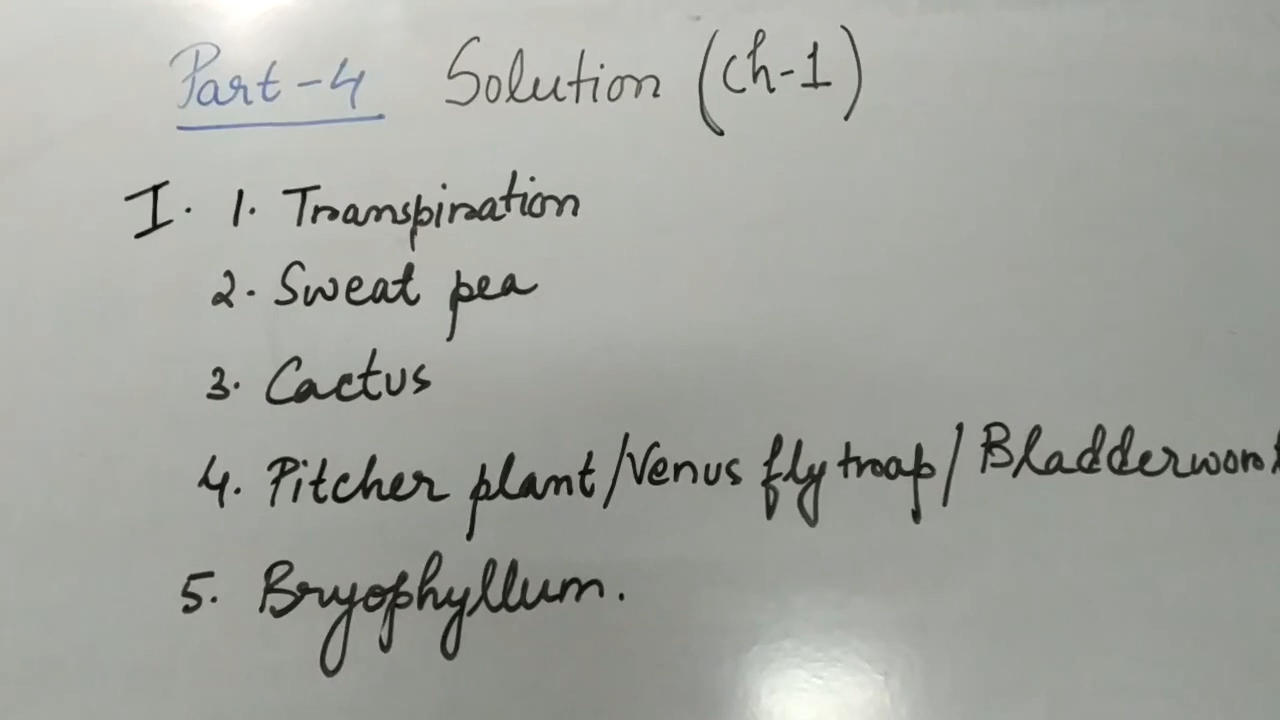 Part-4 Solution (Ch-1)
I. 1. Transpiration
2. Sweat pea
3. Cactus
4. Pitcher plant/Venus fly trap/Bladderwort
5. Bryophyllum.